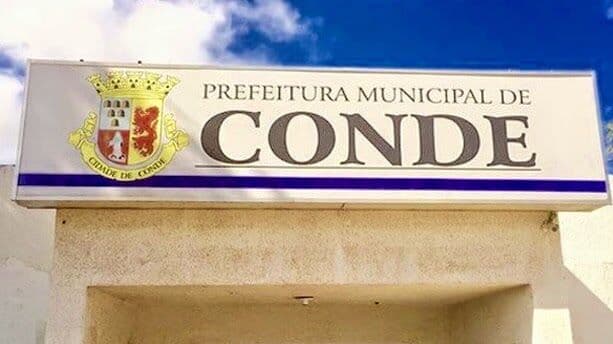 PREFEITURA MUNICIPAL DE
CONDE
CIDADE DE CONDE